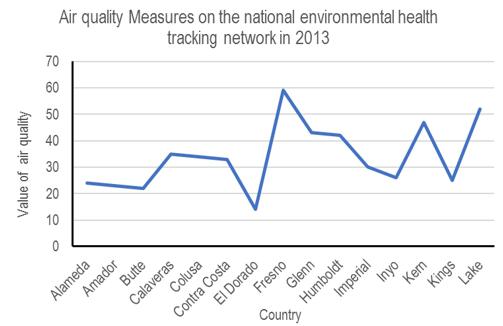 Air quality Measures on the national environmental health
tracking network in 2013
Value of air quality
70
60
50
40
30
20
10
0
Alameda
Amador
Butte
Calaveras
Colusa
Contra Costa
El Dorado
Fresno
Glenn
Humboldt
Imperial
Inyo
Kern
Kings
Lake
Country